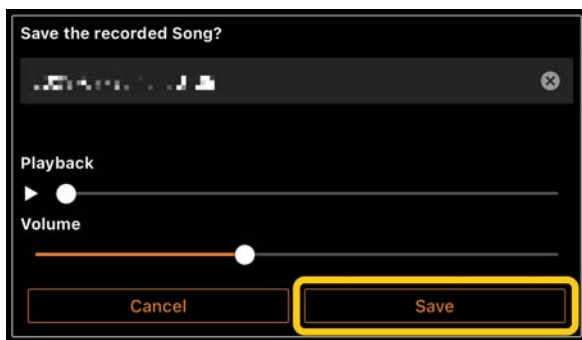 Save the recorded Song?
Playback
Volume
Cancel
Save